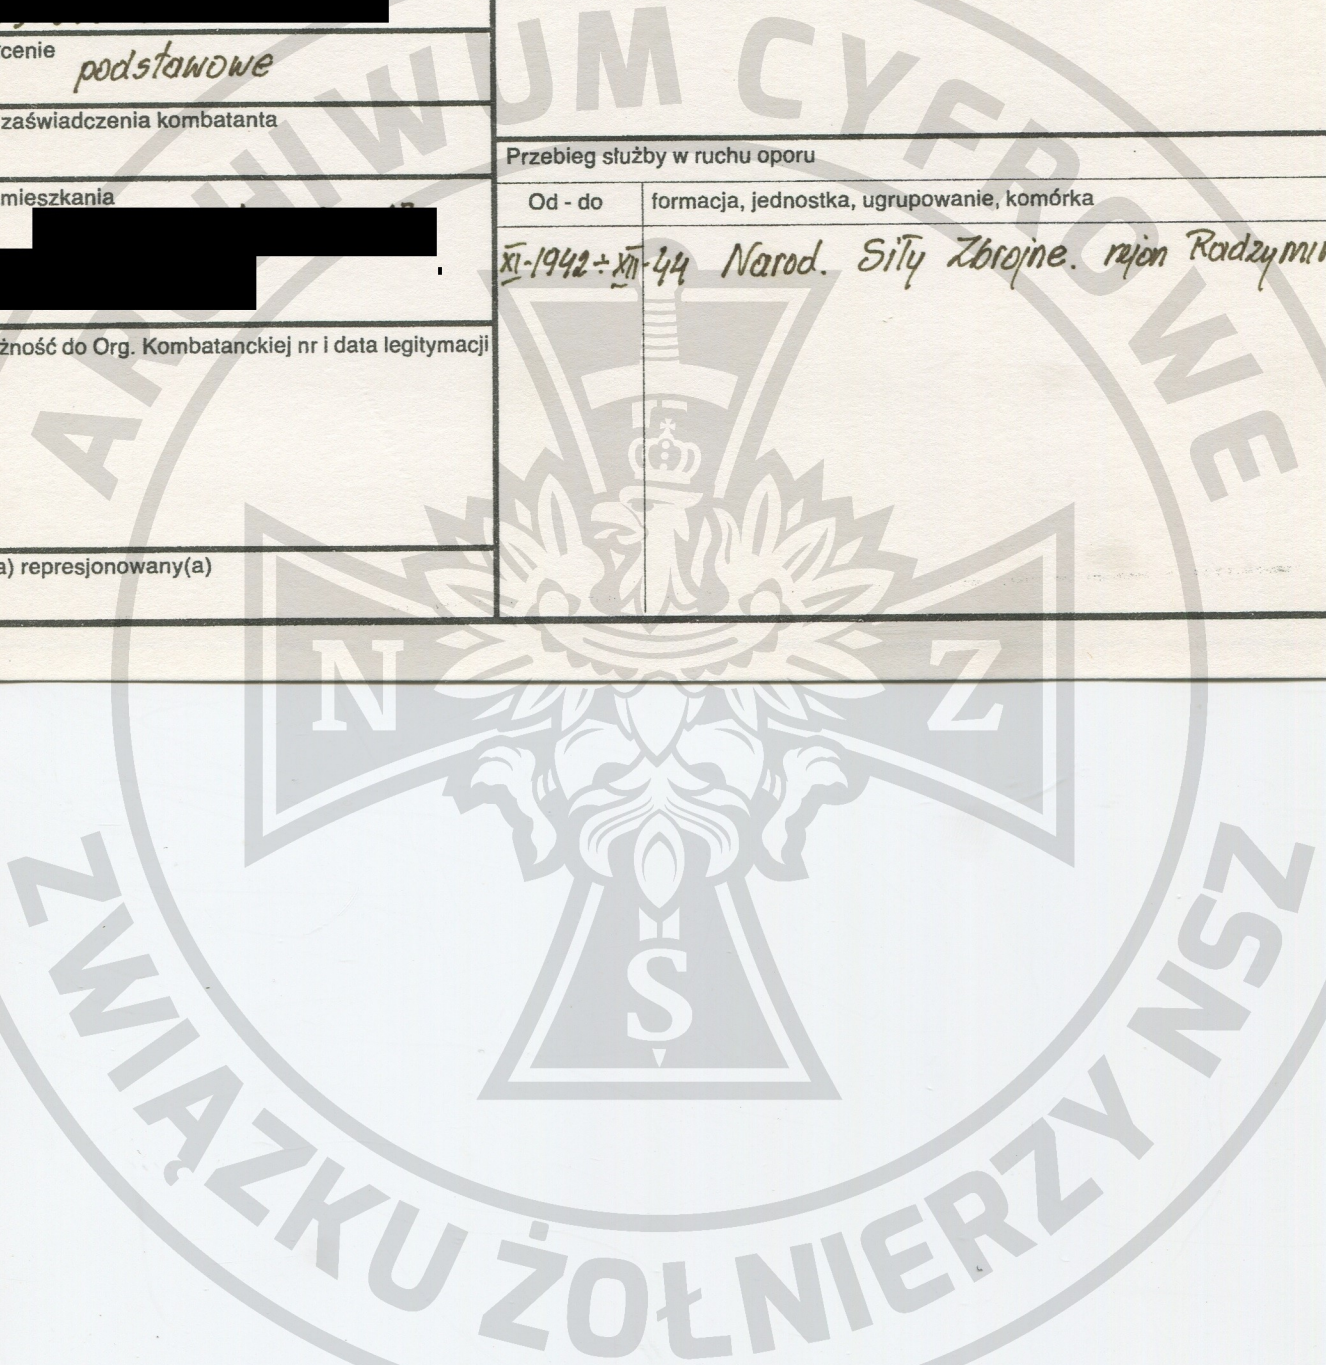 cenie podstawowe
zaświadczenia kombatanta
mieszkania
żność do Org. Kombatanckiej nr i data legitymacji
a) represjonowany(a)
Przebieg służby w ruchu oporu
Od - do formacja, jednostka, ugrupowanie, komórka
XI-1942÷XII-44 Narod. Siły Zbrojne. rejon Radzymin
ARCHIWUM CYFROWE
ZWIĄZKU ŻOŁNIERZY NSZ
N Z
S